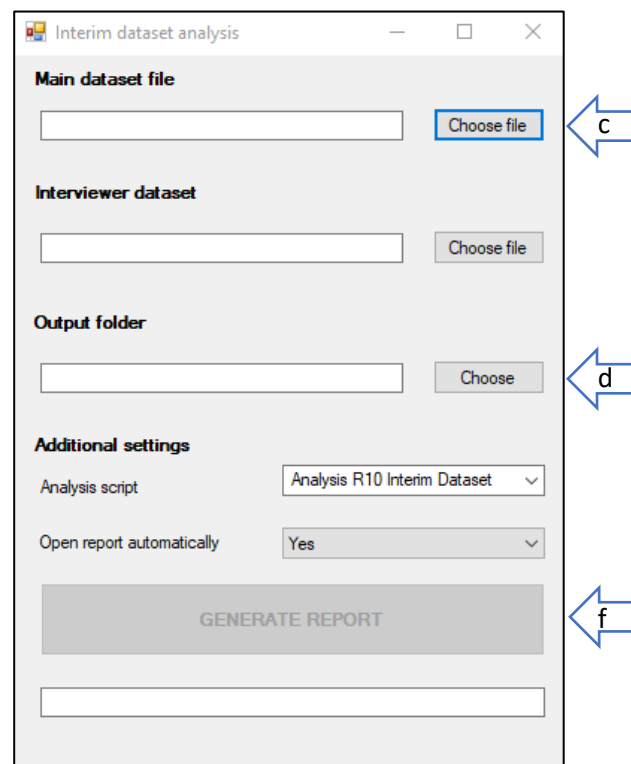 Interim dataset analysis
Main dataset file
Choose file
c
Interviewer dataset
Choose file
Output folder
Choose
d
Additional settings
Analysis script
Analysis R10 Interim Dataset
Open report automatically
Yes
GENERATE REPORT
f